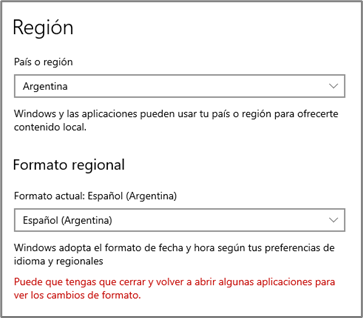 Región
País o región
Argentina
Windows y las aplicaciones pueden usar tu país o región para ofrecerte
contenido local.
Formato regional
Formato actual: Español (Argentina)
Español (Argentina)
Windows adopta el formato de fecha y hora según tus preferencias de
idioma y regionales
Puede que tengas que cerrar y volver a abrir algunas aplicaciones para
ver los cambios de formato.